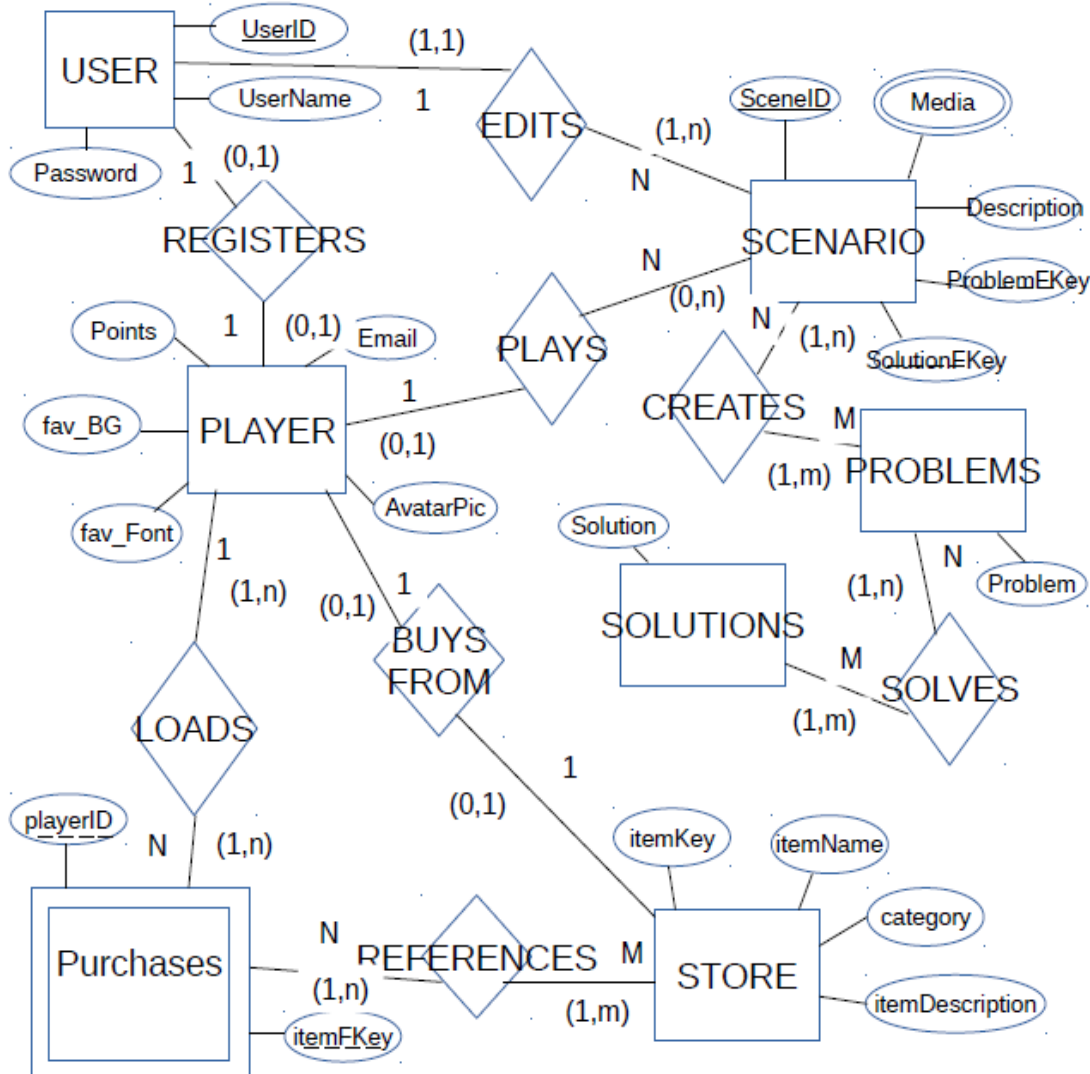 UserID
USER
(1,1)
1
UserName
EDITS
SceneID
Media
(1,n)
N
Password
1
(0,1)
REGISTERS
Description
SCENARIO
N
(0,n)
ProblemFKey
Points
1
(0,1)
Email
PLAYS
N
(1,n)
SolutionFKey
1
(0,1)
CREATES
M
(1,m)
fav_BG
PLAYER
PROBLEMS
fav_Font
AvatarPic
Solution
1
(1,n)
(0,1)
1
(1,n)
N
Problem
BUYS
FROM
SOLUTIONS
M
(1,m)
SOLVES
LOADS
1
(0,1)
playerID
N
(1,n)
itemKey
itemName
category
Purchases
N
(1,n)
REFERENCES
M
(1,m)
STORE
itemDescription
itemFKey